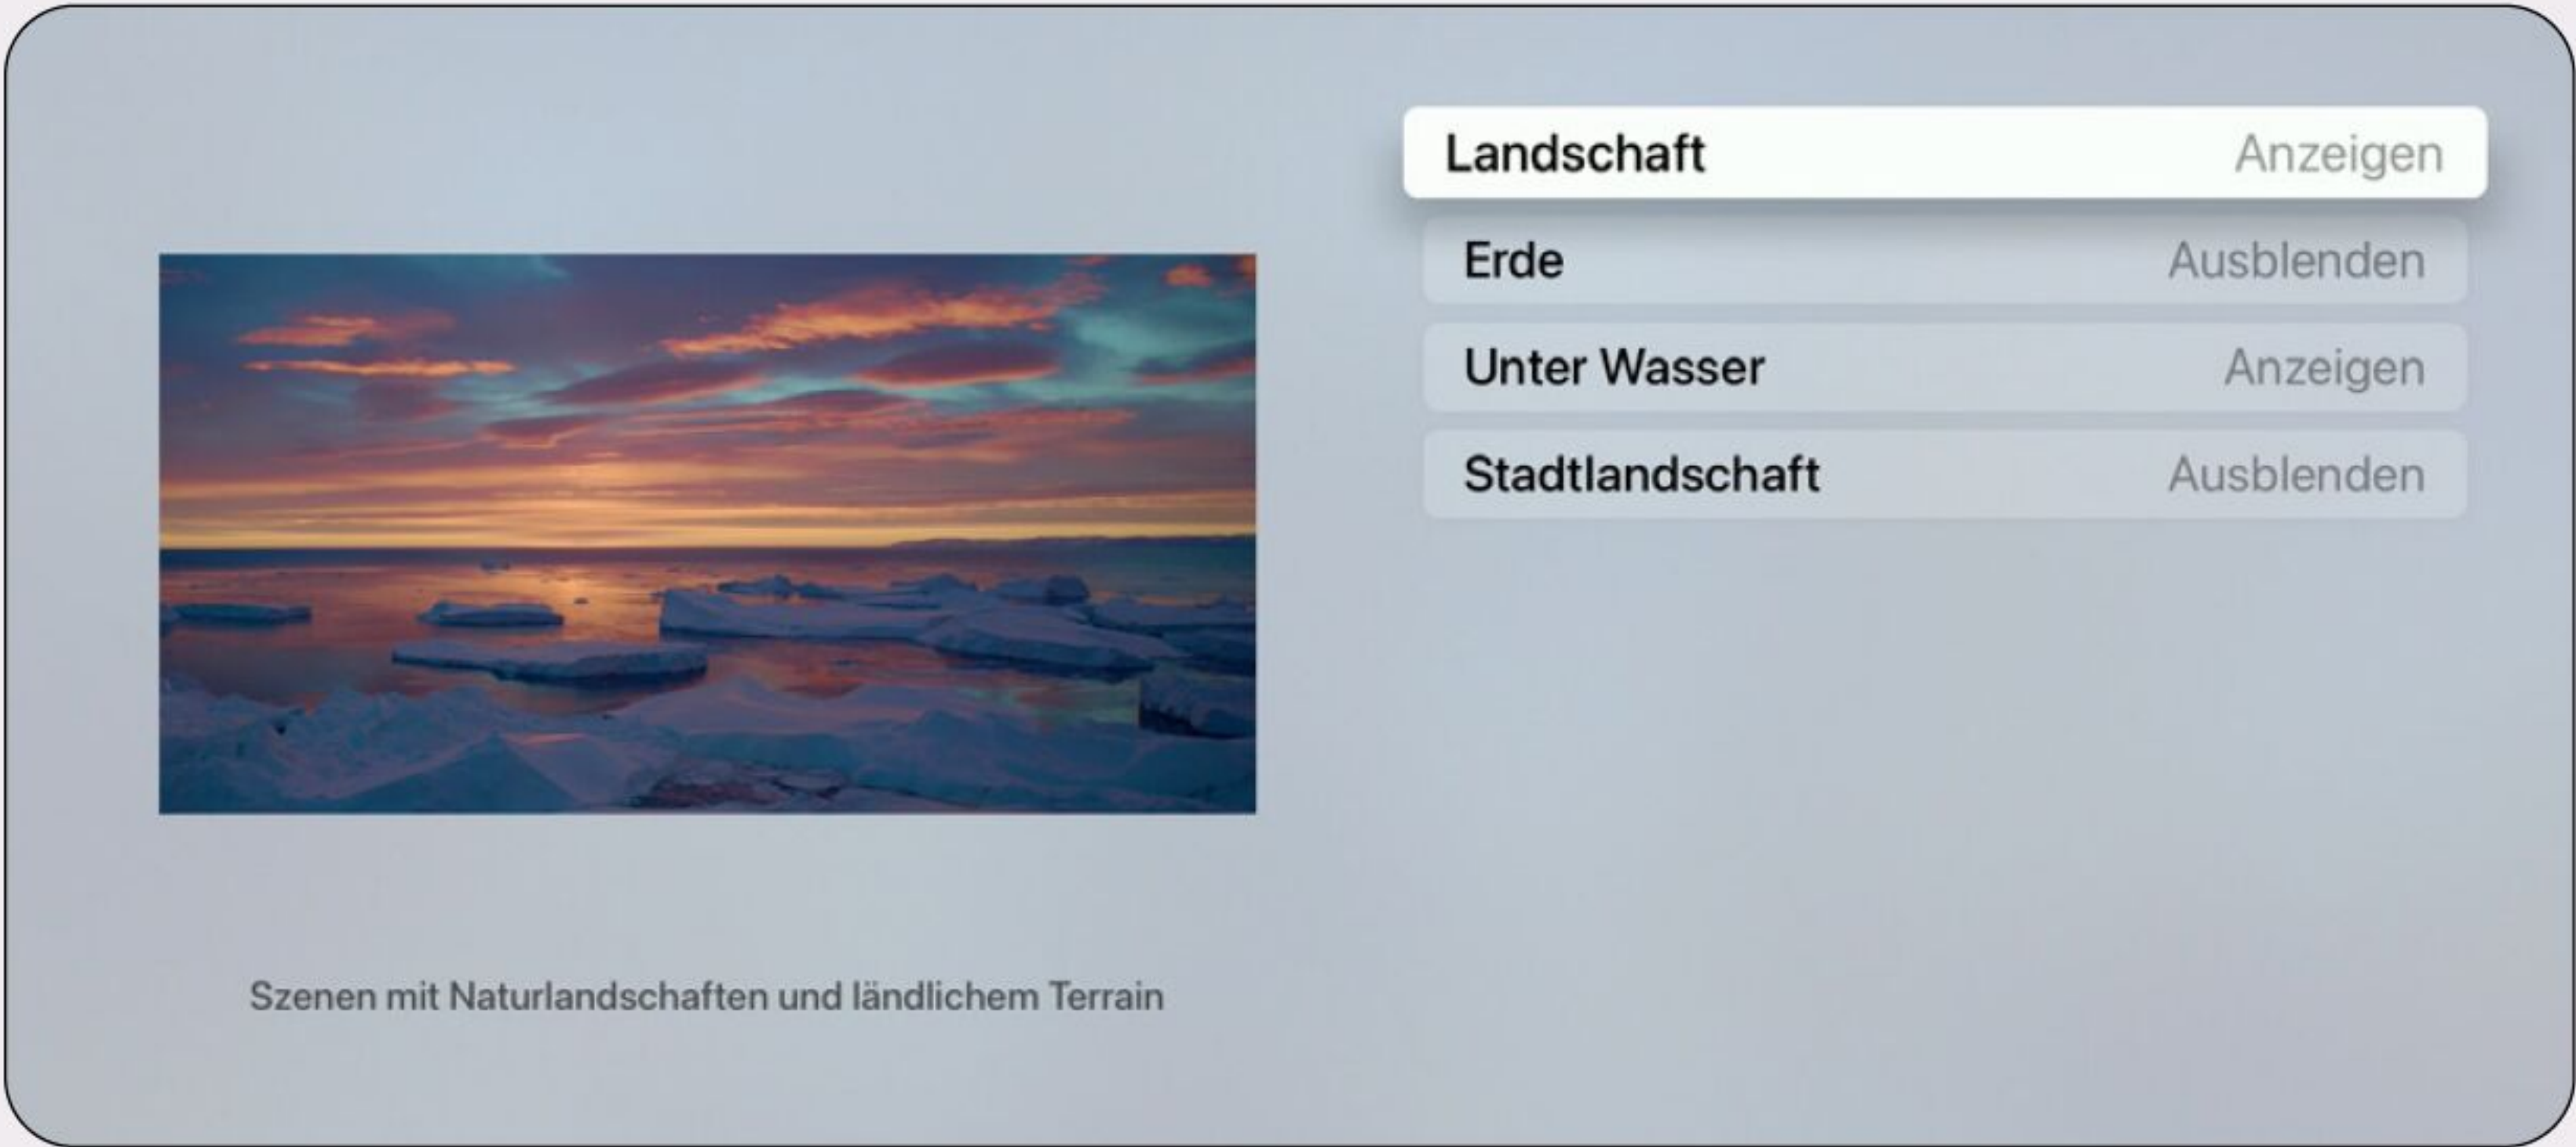 Landschaft Anzeigen
Erde Ausblenden
Unter Wasser Anzeigen
Stadtlandschaft Ausblenden
Szenen mit Naturlandschaften und ländlichem Terrain